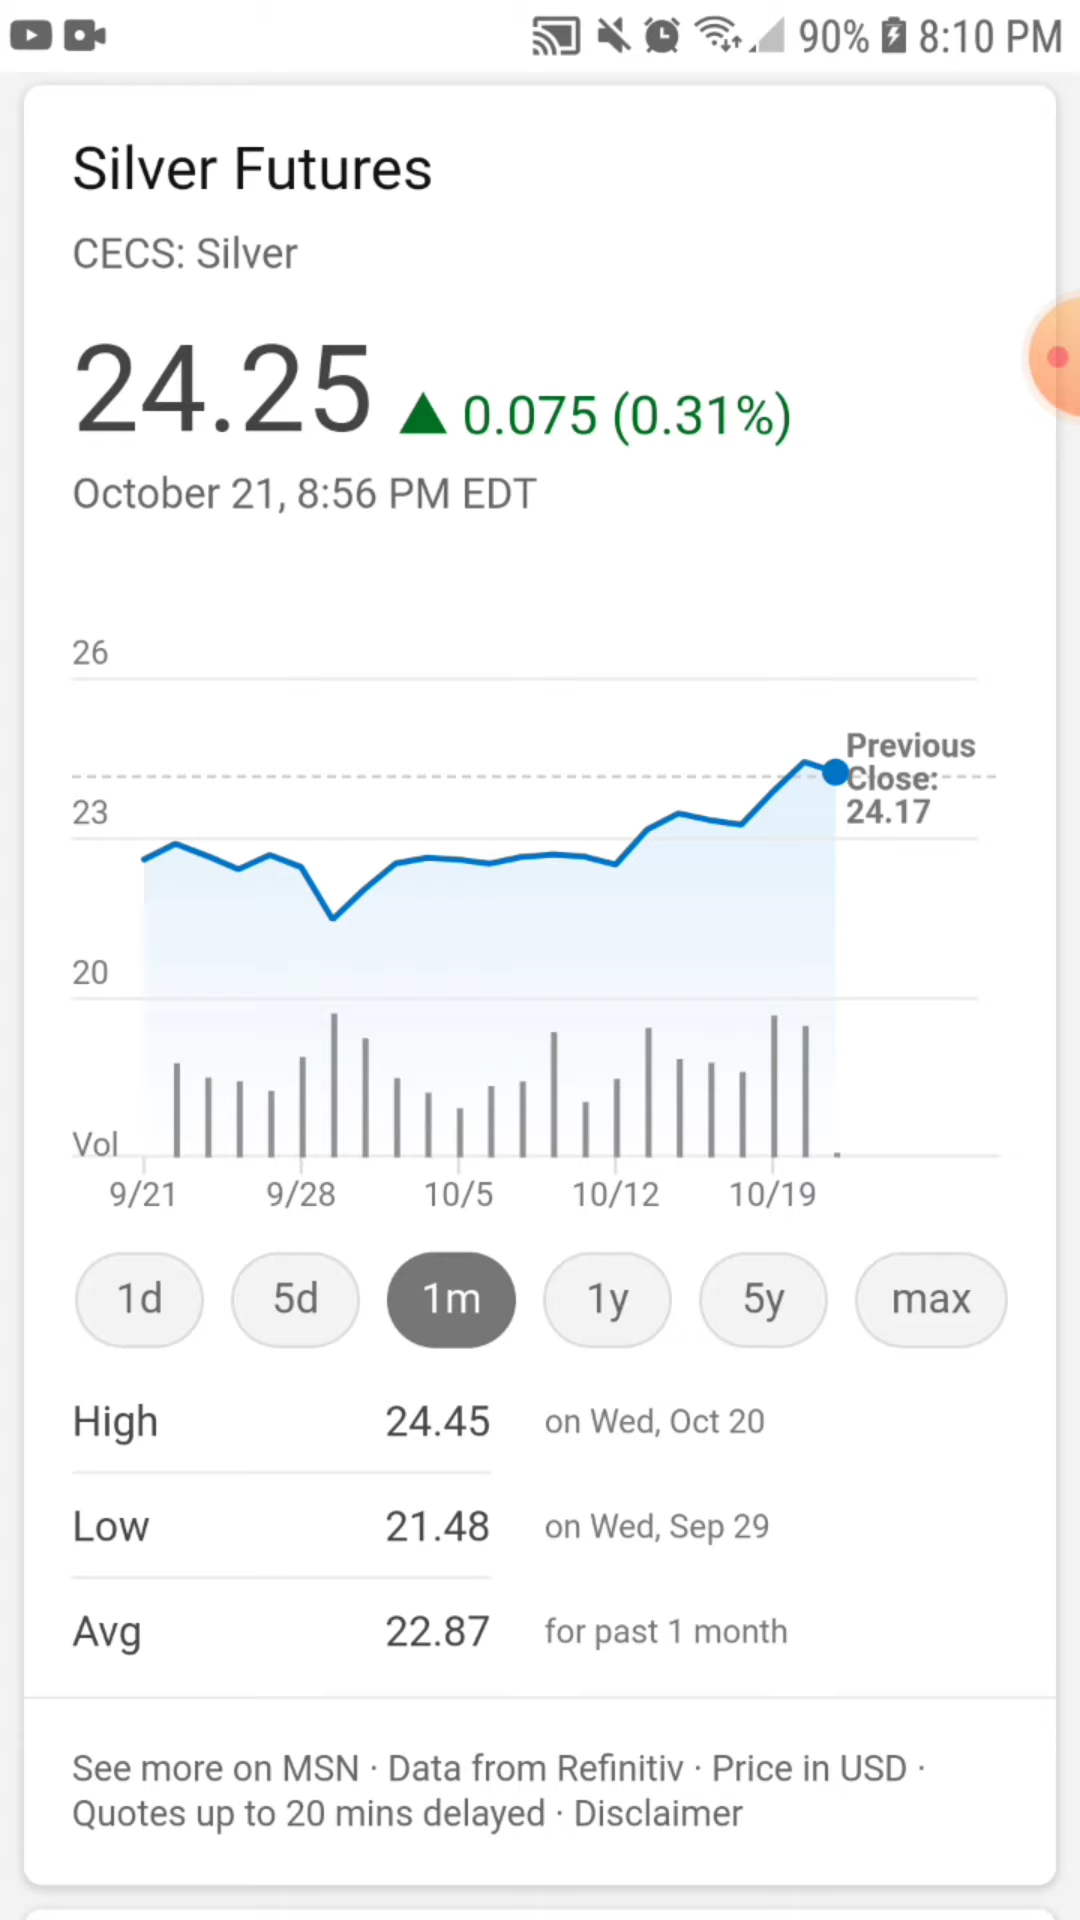 90% 8:10 PM
Silver Futures
CECS: Silver
24.25 ▲ 0.075 (0.31%)
October 21, 8:56 PM EDT
26
Previous
Close:
24.17
23
20
Vol
9/21 9/28 10/5 10/12 10/19
1d 5d 1m 1y 5y max
High 24.45 on Wed, Oct 20
Low 21.48 on Wed, Sep 29
Avg 22.87 for past 1 month
See more on MSN · Data from Refinitiv · Price in USD ·
Quotes up to 20 mins delayed · Disclaimer